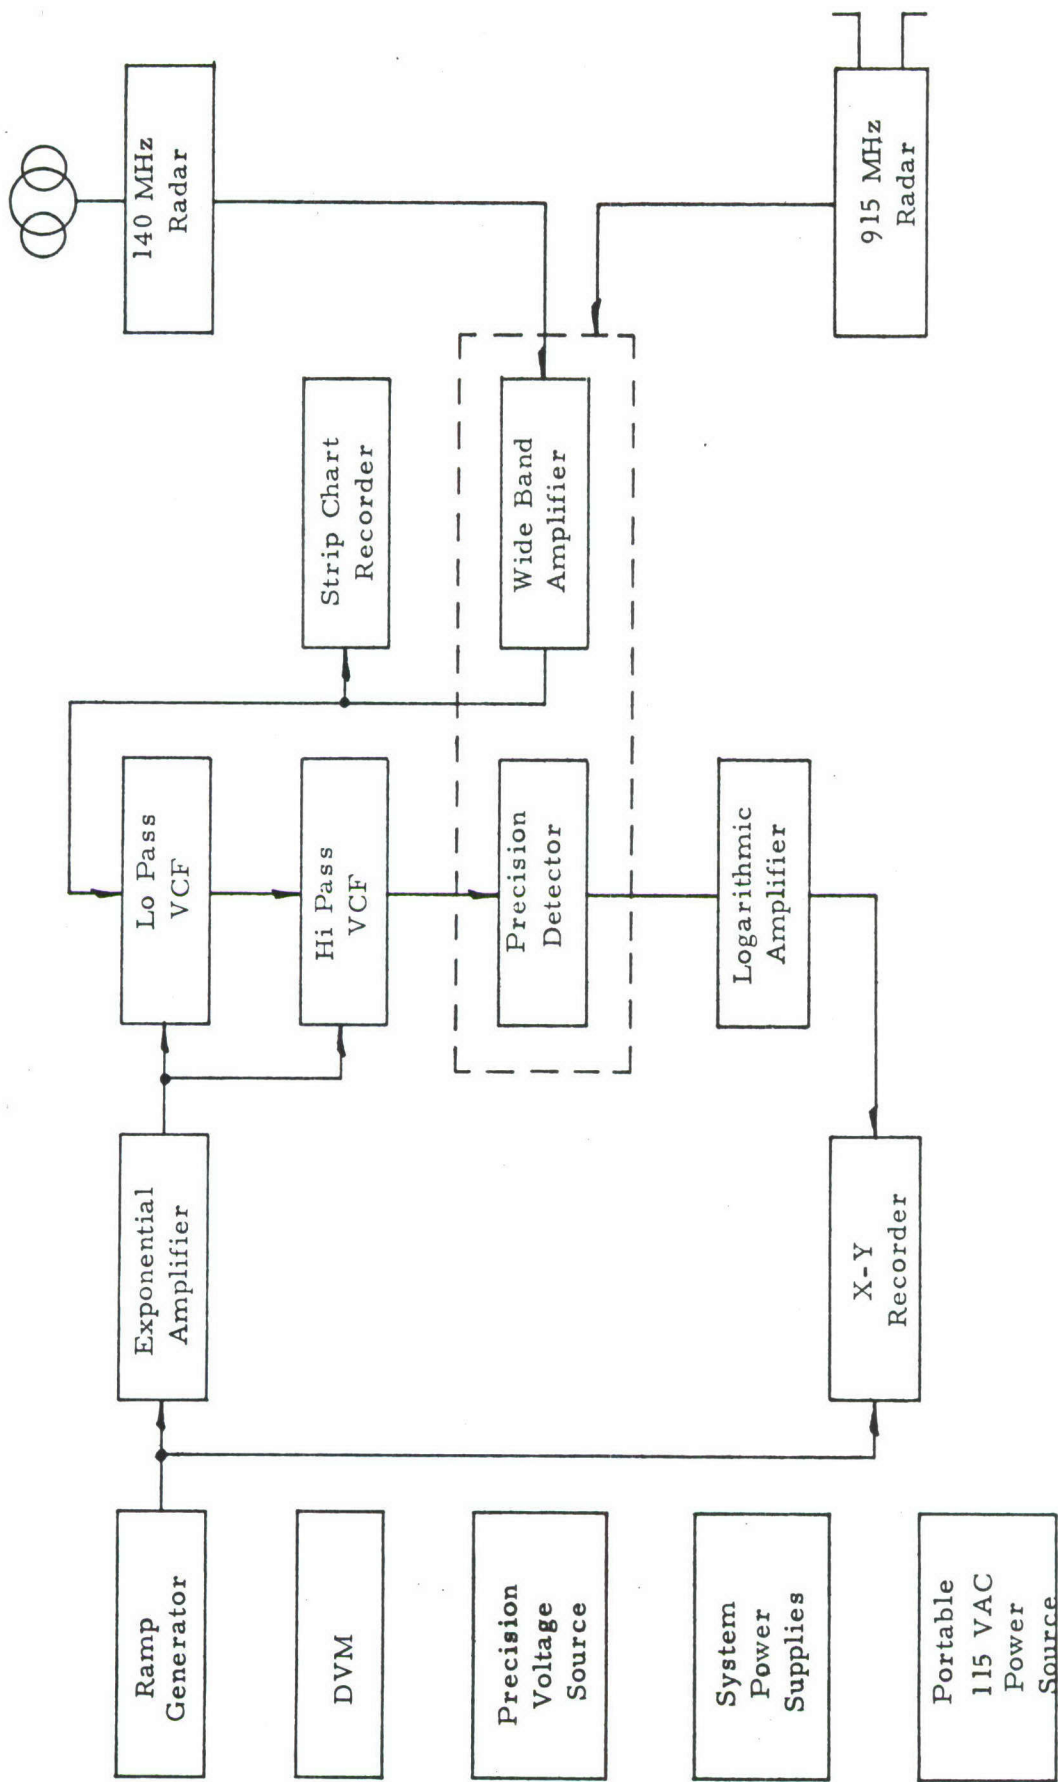 Ramp
Generator
Exponential
Amplifier
Lo Pass
VCF
140 MHz
Radar
DVM
Hi Pass
VCF
Strip Chart
Recorder
Precision
Voltage
Source
Precision
Detector
Wide Band
Amplifier
System
Power
Supplies
Logarithmic
Amplifier
Portable
115 VAC
Power
Source
X-Y
Recorder
915 MHz
Radar